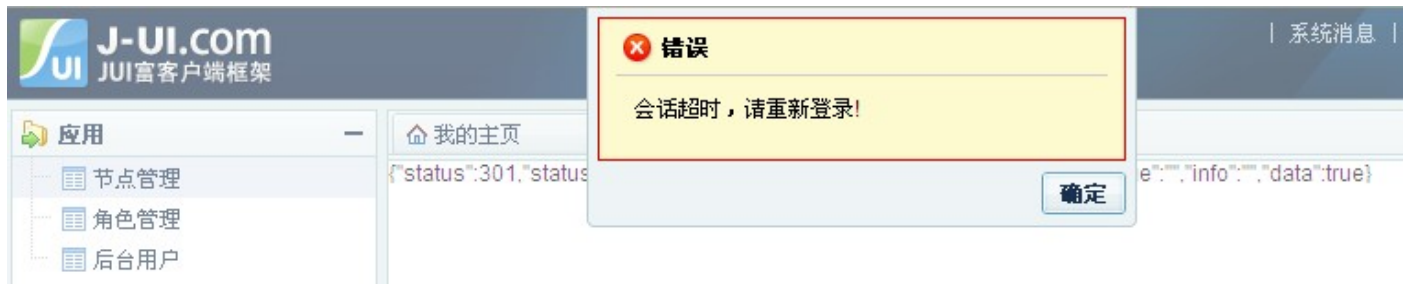 J-UI.com
UI
JUI富客户端框架
| 系统消息 |
错误
会话超时，请重新登录!
确定
应用
节点管理
角色管理
后台用户
我的主页
{"status":301,"status
e":"","info":"","data":true}